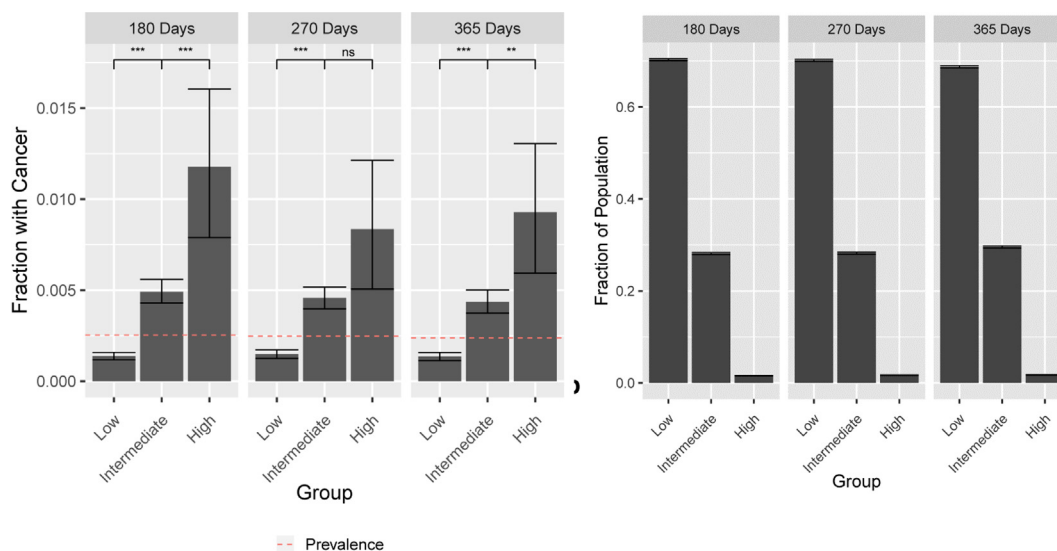 180 Days 270 Days 365 Days
*** *** *** ns *** **
Fraction with Cancer
0.015
0.010
0.005
0.000
Low Intermediate High Low Intermediate High Low Intermediate High
Group
Prevalence
180 Days 270 Days 365 Days
Fraction of Population
0.6
0.4
0.2
0.0
Low Intermediate High Low Intermediate High Low Intermediate High
Group